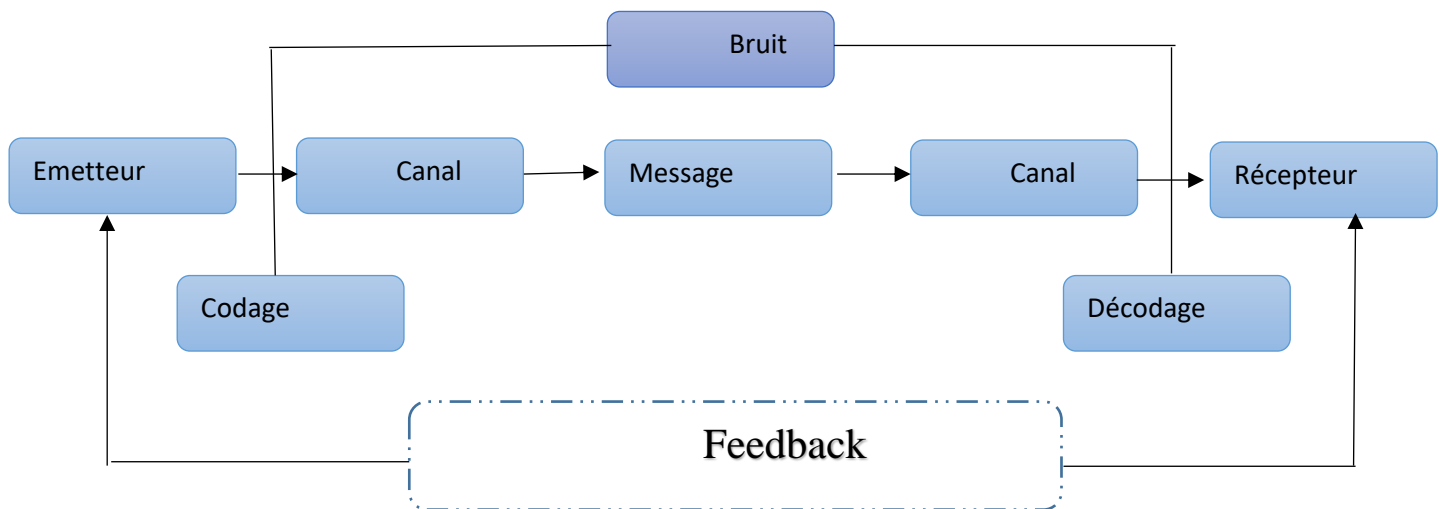 Bruit
Emetteur
Canal
Message
Canal
Récepteur
Codage
Décodage
Feedback